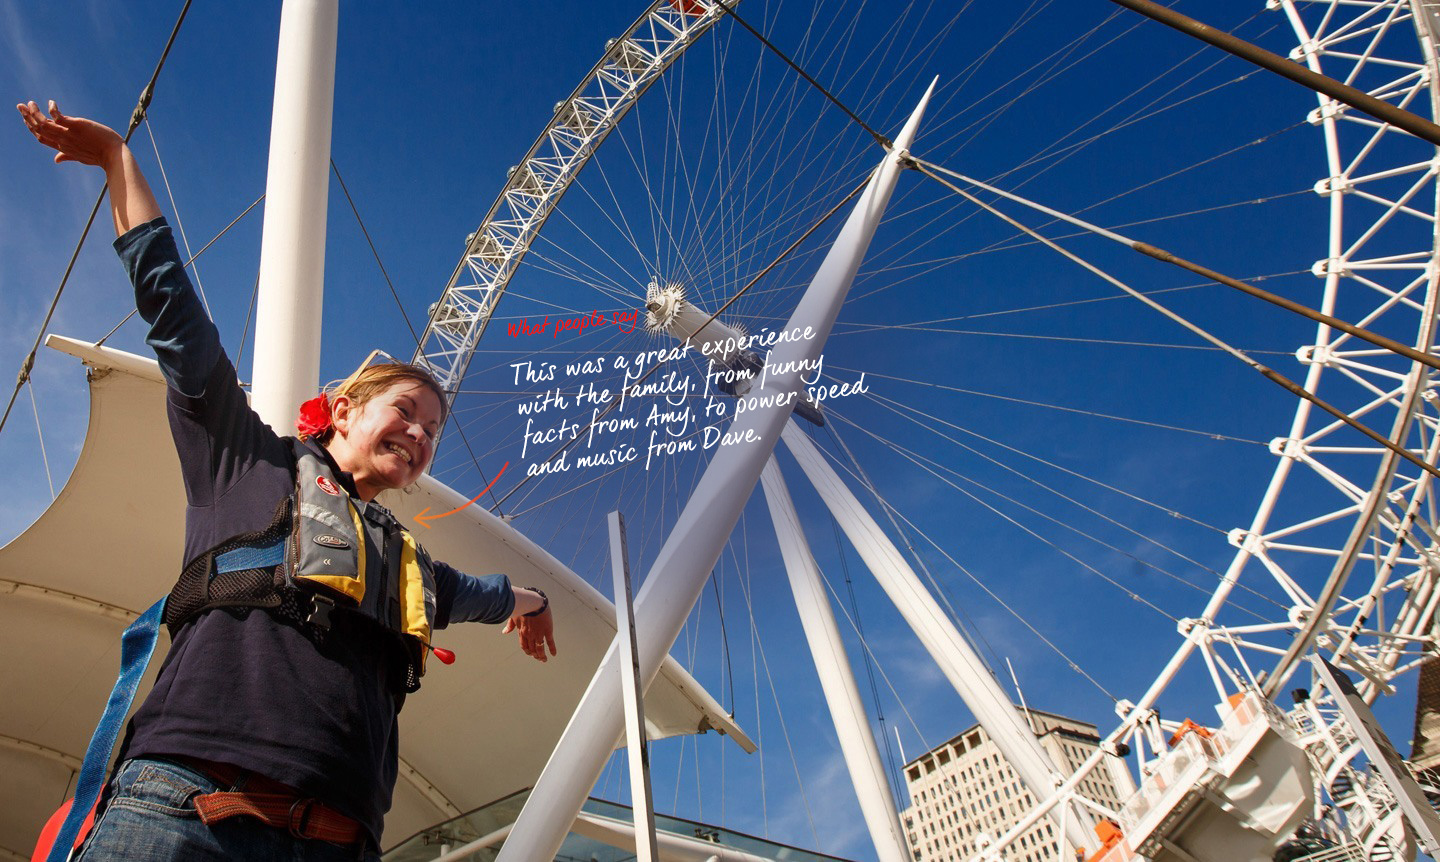 What people say
This was a great experience
with the family, from funny
facts from Amy, to power speed
and music from Dave.